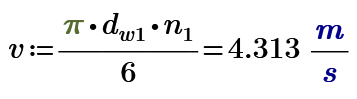 v := π · d_w1 · n_1 / 6 = 4.313 m/s